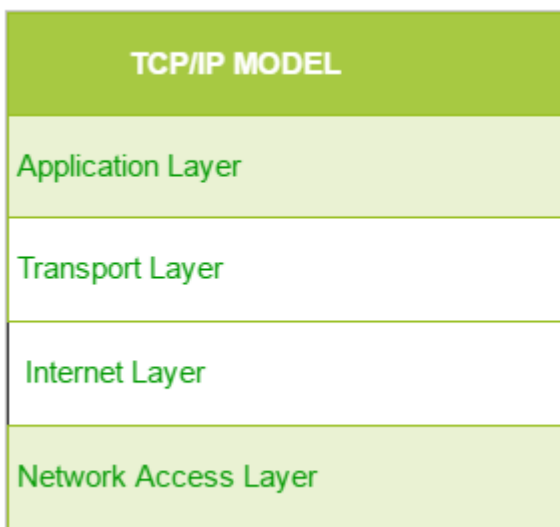 TCP/IP MODEL
Application Layer
Transport Layer
Internet Layer
Network Access Layer